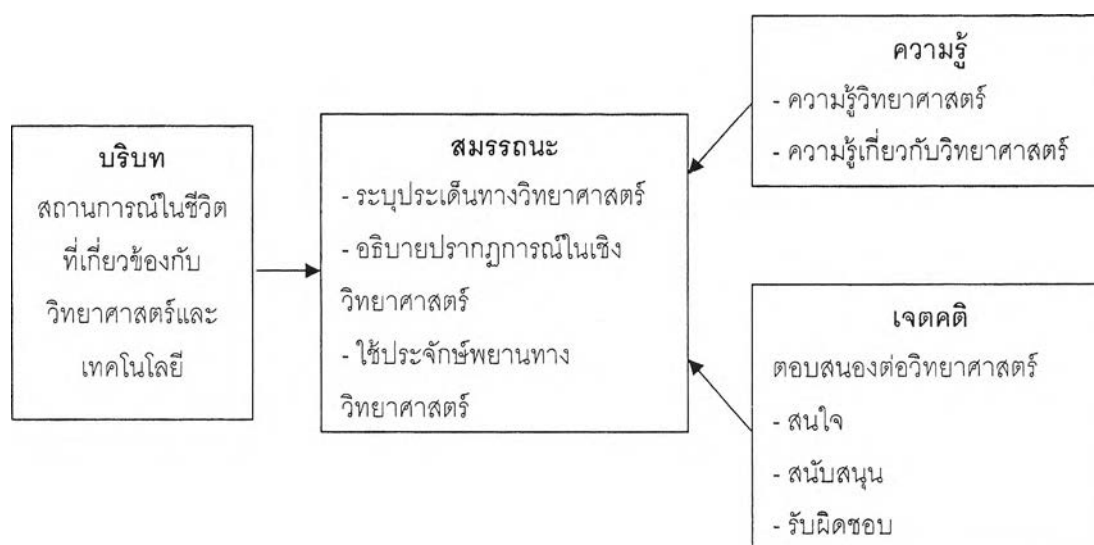 บริบท
สถานการณ์ในชีวิต
ที่เกี่ยวข้องกับ
วิทยาศาสตร์และ
เทคโนโลยี
สมรรถนะ
- ระบุประเด็นทางวิทยาศาสตร์
- อธิบายปรากฏการณ์ในเชิง
วิทยาศาสตร์
- ใช้ประจักษ์พยานทาง
วิทยาศาสตร์
ความรู้
- ความรู้วิทยาศาสตร์
- ความรู้เกี่ยวกับวิทยาศาสตร์
เจตคติ
ตอบสนองต่อวิทยาศาสตร์
- สนใจ
- สนับสนุน
- รับผิดชอบ